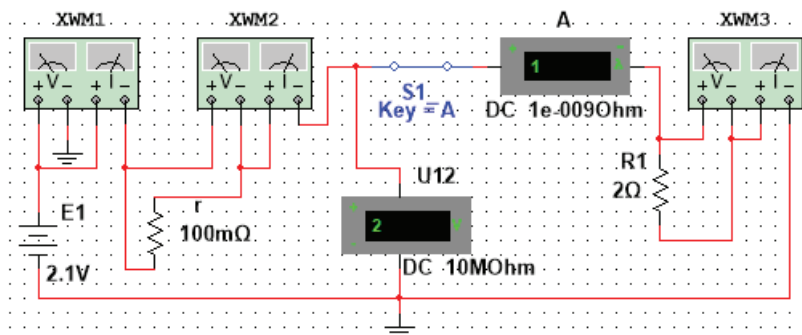 XWM1
XWM2
A
XWM3
V I
+ - + -
V I
+ - + -
+ 1 - A
V I
+ - + -
S1
Key = A
DC 1e-009Ohm
R1
2Ω
U12
r
100mΩ
+ 2 V
-
E1
2.1V
DC 10MOhm